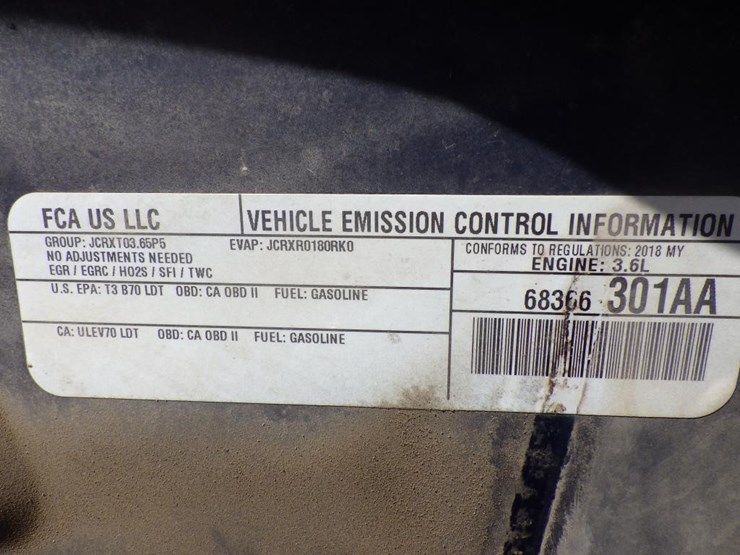 FCA US LLC
VEHICLE EMISSION CONTROL INFORMATION
GROUP: JCRXT03.65P5 EVAP: JCRXR0180RK0
NO ADJUSTMENTS NEEDED
EGR / EGRC / HO2S / SFI / TWC
U.S. EPA: T3 B70 LDT OBD: CA OBD II FUEL: GASOLINE
CA: ULEV70 LDT OBD: CA OBD II FUEL: GASOLINE
CONFORMS TO REGULATIONS: 2018 MY
ENGINE: 3.6L
68366 301AA